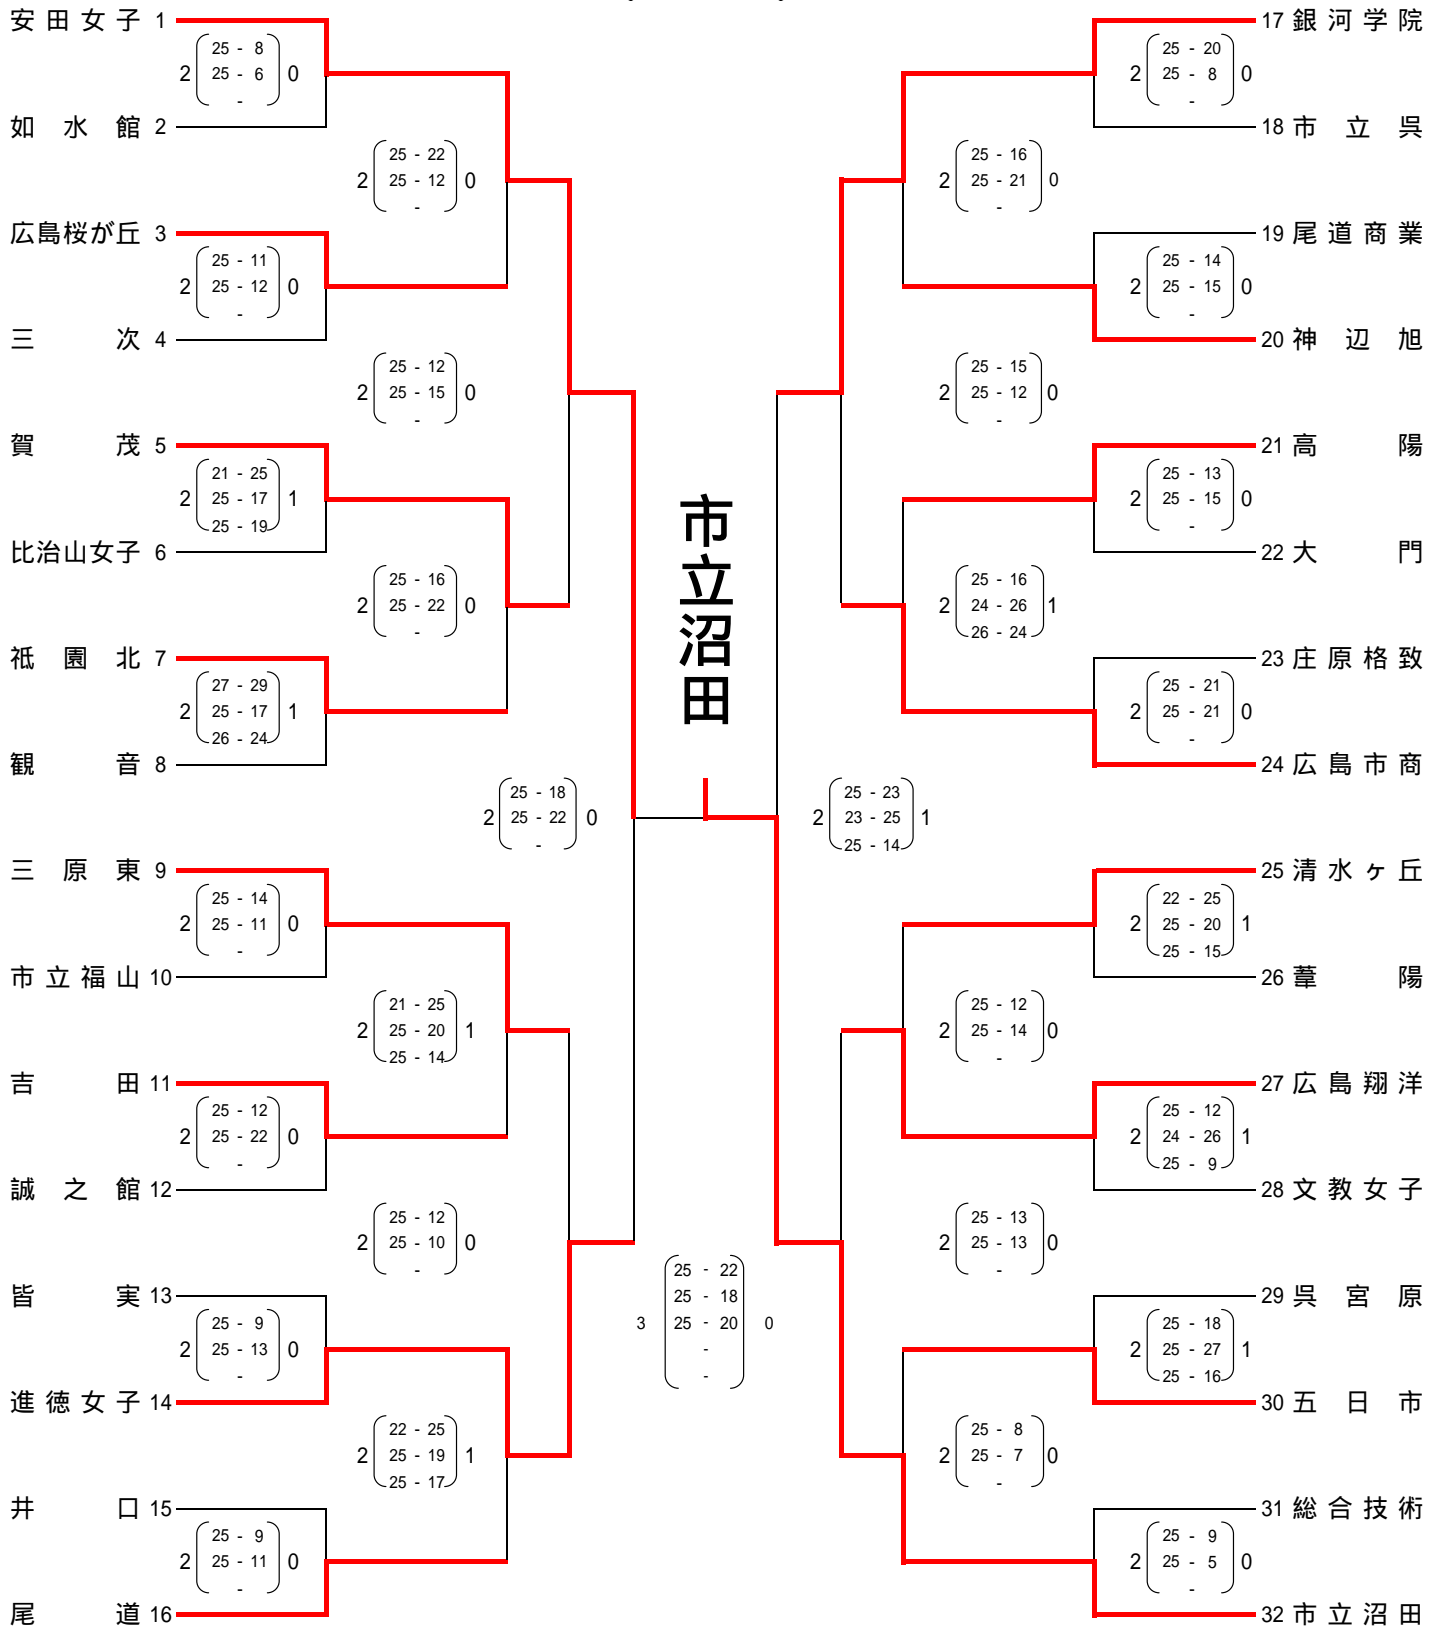 安田女子 1
25 - 8
2 25 - 6 0
-
如水館 2
25 - 22
2 25 - 12 0
-
広島桜が丘 3
25 - 11
2 25 - 12 0
-
三次 4
25 - 12
2 25 - 15 0
-
賀茂 5
21 - 25
2 25 - 17 1
25 - 19
比治山女子 6
25 - 16
2 25 - 22 0
-
祇園北 7
27 - 29
2 25 - 17 1
26 - 24
観音 8
25 - 18
2 25 - 22 0
-
三原東 9
25 - 14
2 25 - 11 0
-
市立福山 10
21 - 25
2 25 - 20 1
25 - 14
吉田 11
25 - 12
2 25 - 22 0
-
誠之館 12
25 - 12
2 25 - 10 0
-
皆実 13
25 - 9
2 25 - 13 0
-
進徳女子 14
22 - 25
2 25 - 19 1
25 - 17
井口 15
25 - 9
2 25 - 11 0
-
尾道 16
市立沼田
25 - 22
25 - 18
3 25 - 20 0
-
-
17 銀河学院
25 - 20
2 25 - 8 0
-
18 市立呉
25 - 16
2 25 - 21 0
-
19 尾道商業
25 - 14
2 25 - 15 0
-
20 神辺旭
25 - 15
2 25 - 12 0
-
21 高陽
25 - 13
2 25 - 15 0
-
22 大門
25 - 16
2 24 - 26 1
26 - 24
23 庄原格致
25 - 21
2 25 - 21 0
-
24 広島市商
25 - 23
2 23 - 25 1
25 - 14
25 清水ヶ丘
22 - 25
2 25 - 20 1
25 - 15
26 葦陽
25 - 12
2 25 - 14 0
-
27 広島翔洋
25 - 12
2 24 - 26 1
25 - 9
28 文教女子
25 - 13
2 25 - 13 0
-
29 呉宮原
25 - 18
2 25 - 27 1
25 - 16
30 五日市
25 - 8
2 25 - 7 0
-
31 総合技術
25 - 9
2 25 - 5 0
-
32 市立沼田